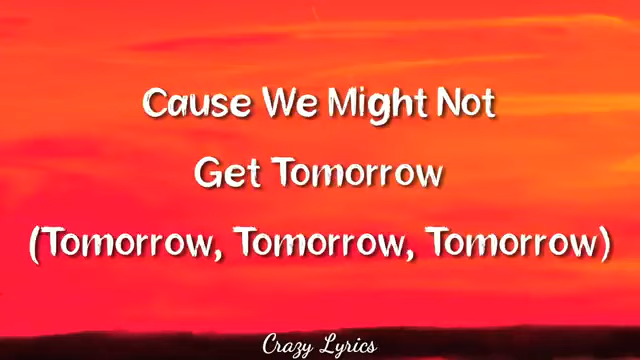 Cause We Might Not
Get Tomorrow
(Tomorrow, Tomorrow, Tomorrow)
Crazy Lyrics